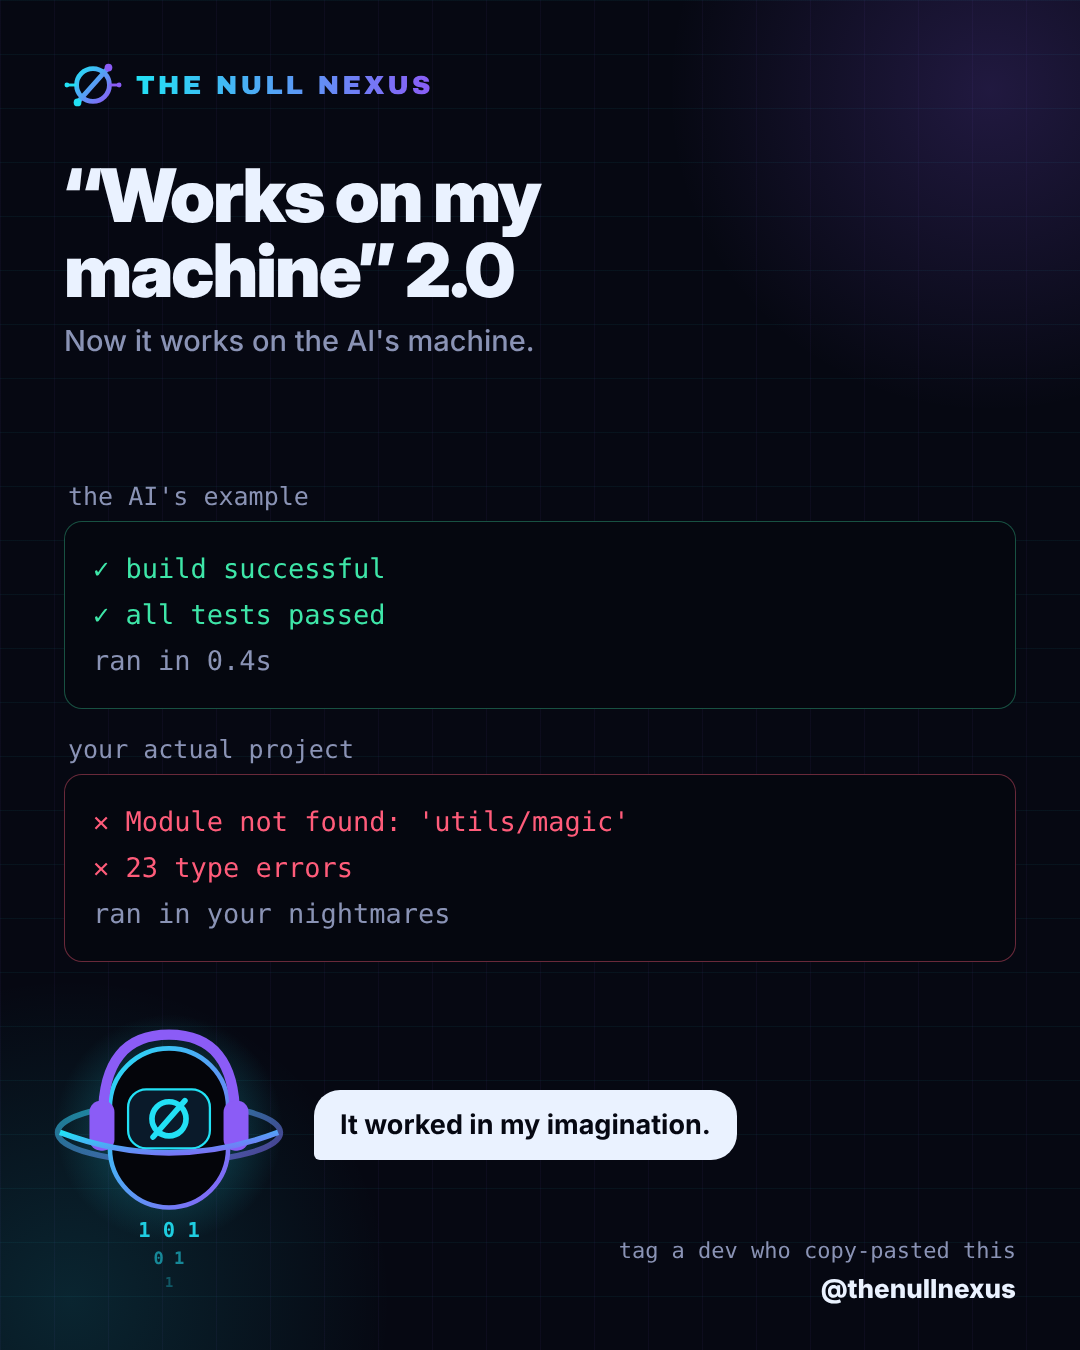 THE NULL NEXUS
“Works on my
machine” 2.0
Now it works on the AI's machine.
the AI's example
✓ build successful
✓ all tests passed
ran in 0.4s
your actual project
× Module not found: 'utils/magic'
× 23 type errors
ran in your nightmares
It worked in my imagination.
1 0 1
0 1
1
tag a dev who copy-pasted this
@thenullnexus